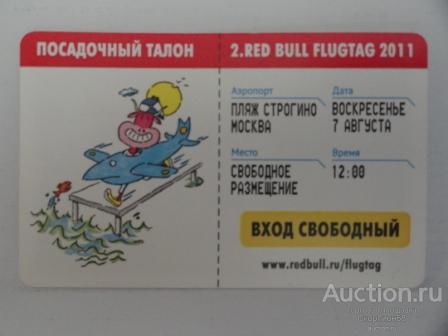 ПОСАДОЧНЫЙ ТАЛОН
2.RED BULL FLUGTAG 2011
Аэропорт
ПЛЯЖ СТРОГИНО
МОСКВА
Дата
ВОСКРЕСЕНЬЕ
7 АВГУСТА
Место
СВОБОДНОЕ
РАЗМЕЩЕНИЕ
Время
12:00
ВХОД СВОБОДНЫЙ
www.redbull.ru/flugtag
Auction.ru